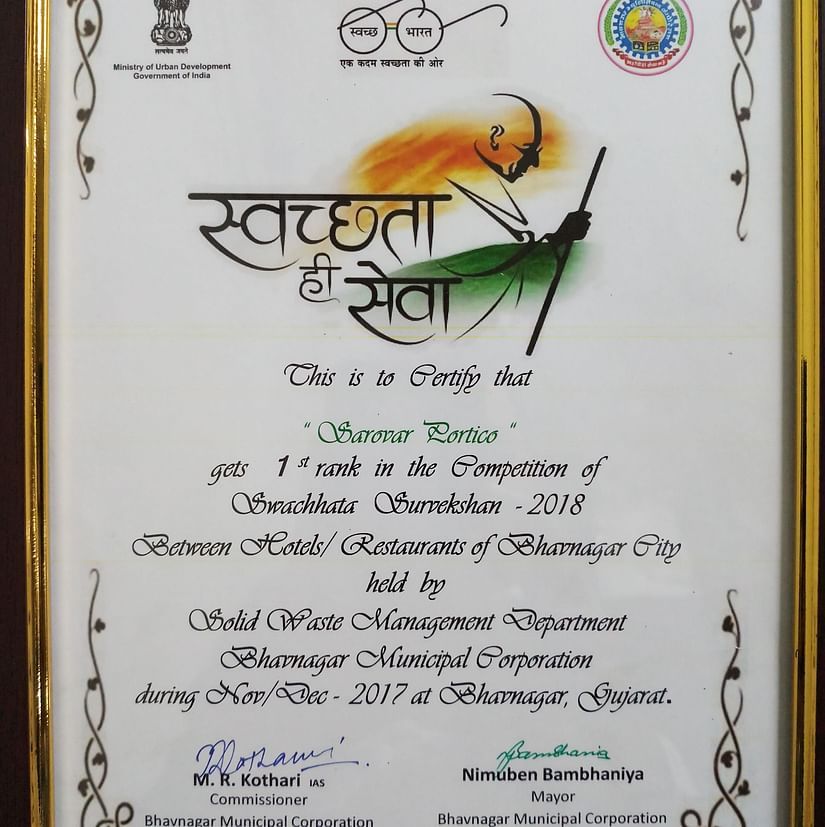 सत्यमेव जयते
Ministry of Urban Development
Government of India
स्वच्छ भारत
एक कदम स्वच्छता की ओर
स्वच्छता
ही
सेवा
This is to Certify that
" Sarovar Portico "
gets 1st rank in the Competition of
Swachhata Survekshan - 2018
Between Hotels/ Restaurants of Bhavnagar City
held by
Solid Waste Management Department
Bhavnagar Municipal Corporation
during Nov/Dec - 2017 at Bhavnagar, Gujarat.
M. R. Kothari IAS
Commissioner
Bhavnagar Municipal Corporation
Nimuben Bambhaniya
Mayor
Bhavnagar Municipal Corporation